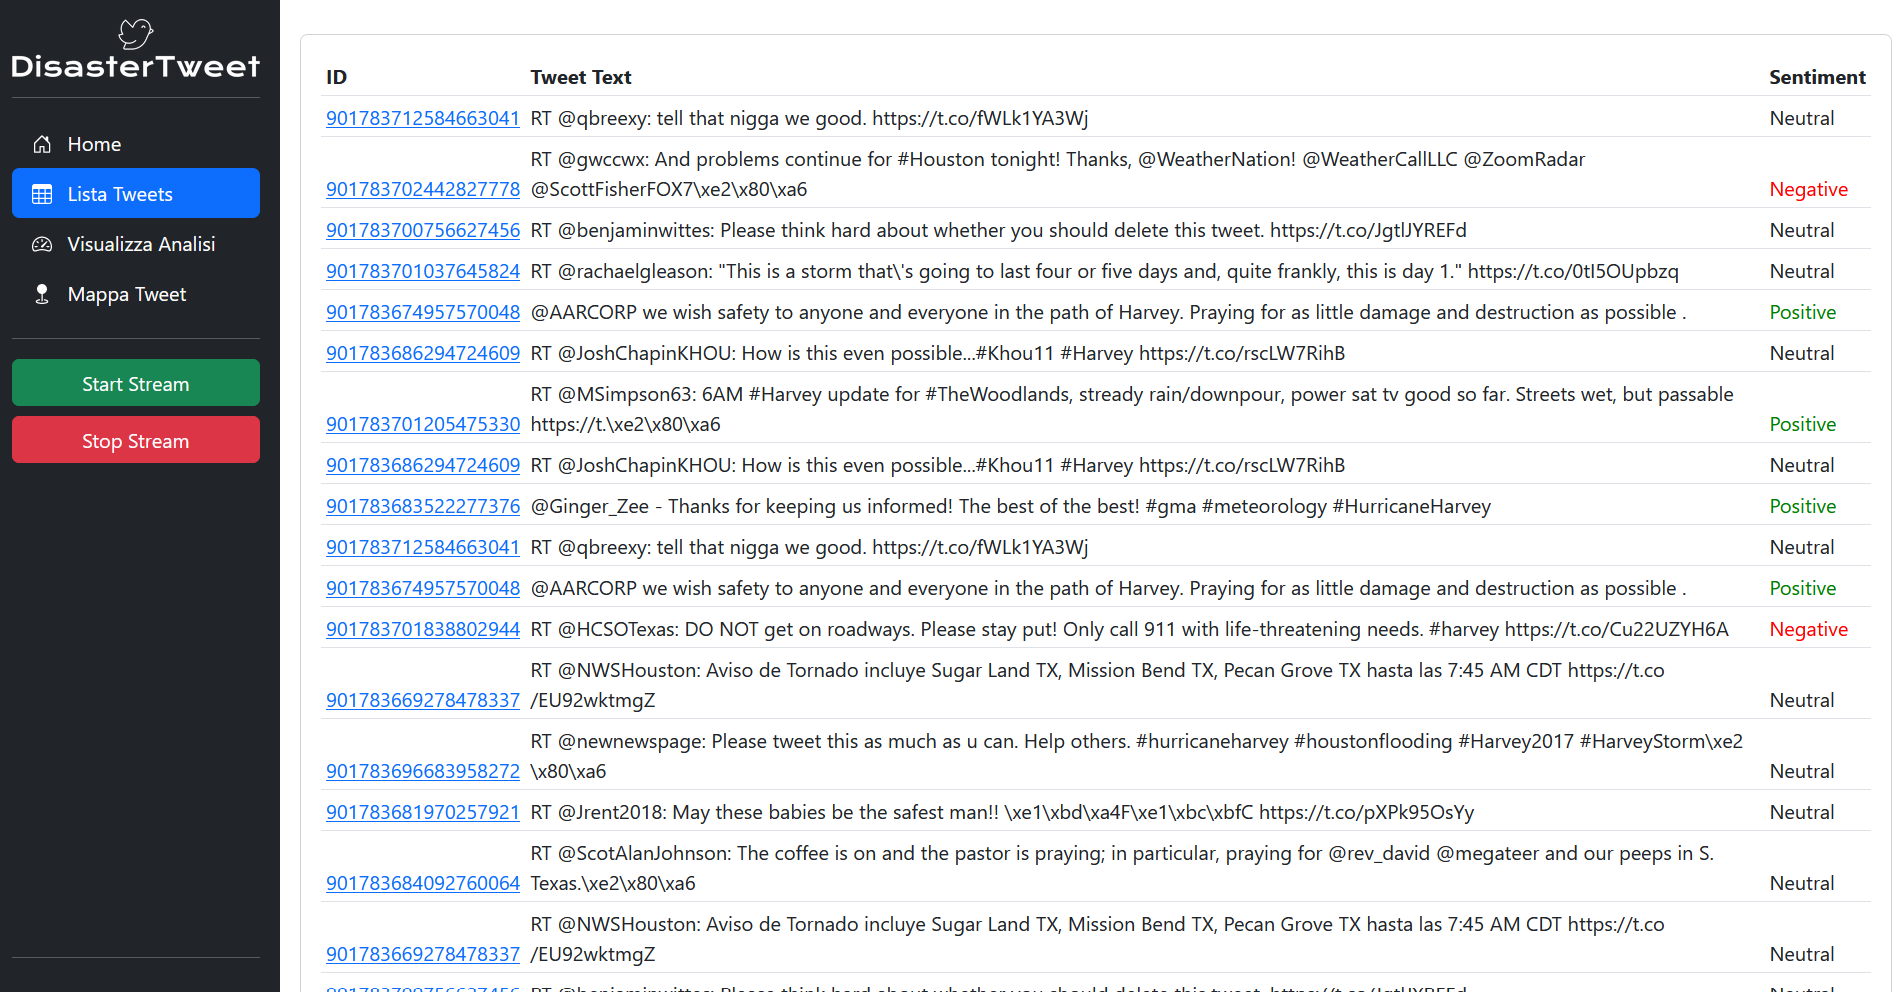 DisasterTweet
Home
Lista Tweets
Visualizza Analisi
Mappa Tweet
Start Stream
Stop Stream
ID Tweet Text Sentiment
901783712584663041 RT @qbreexy: tell that nigga we good. https://t.co/fWLk1YA3Wj Neutral
RT @gwccwx: And problems continue for #Houston tonight! Thanks, @WeatherNation! @WeatherCallLLC @ZoomRadar
901783702442827778 @ScottFisherFOX7\xe2\x80\xa6 Negative
901783700756627456 RT @benjaminwittes: Please think hard about whether you should delete this tweet. https://t.co/JgtlJYREFd Neutral
901783701037645824 RT @rachaelgleason: "This is a storm that\'s going to last four or five days and, quite frankly, this is day 1." https://t.co/0tI5OUpbzq Neutral
901783674957570048 @AARCORP we wish safety to anyone and everyone in the path of Harvey. Praying for as little damage and destruction as possible . Positive
901783686294724609 RT @JoshChapinKHOU: How is this even possible...#Khou11 #Harvey https://t.co/rscLW7RihB Neutral
RT @MSimpson63: 6AM #Harvey update for #TheWoodlands, stready rain/downpour, power sat tv good so far. Streets wet, but passable
901783701205475330 https://t.\xe2\x80\xa6 Positive
901783686294724609 RT @JoshChapinKHOU: How is this even possible...#Khou11 #Harvey https://t.co/rscLW7RihB Neutral
901783683522277376 @Ginger_Zee - Thanks for keeping us informed! The best of the best! #gma #meteorology #HurricaneHarvey Positive
901783712584663041 RT @qbreexy: tell that nigga we good. https://t.co/fWLk1YA3Wj Neutral
901783674957570048 @AARCORP we wish safety to anyone and everyone in the path of Harvey. Praying for as little damage and destruction as possible . Positive
901783701838802944 RT @HCSOTexas: DO NOT get on roadways. Please stay put! Only call 911 with life-threatening needs. #harvey https://t.co/Cu22UZYH6A Negative
RT @NWSHouston: Aviso de Tornado incluye Sugar Land TX, Mission Bend TX, Pecan Grove TX hasta las 7:45 AM CDT https://t.co
901783669278478337 /EU92wktmgZ Neutral
RT @newnewspage: Please tweet this as much as u can. Help others. #hurricaneharvey #houstonflooding #Harvey2017 #HarveyStorm\xe2
901783696683958272 \x80\xa6 Neutral
901783681970257921 RT @Jrent2018: May these babies be the safest man!! \xe1\xbd\xa4F\xe1\xbc\xbfC https://t.co/pXPk95OsYy Neutral
RT @ScotAlanJohnson: The coffee is on and the pastor is praying; in particular, praying for @rev_david @megateer and our peeps in S.
901783684092760064 Texas.\xe2\x80\xa6 Neutral
RT @NWSHouston: Aviso de Tornado incluye Sugar Land TX, Mission Bend TX, Pecan Grove TX hasta las 7:45 AM CDT https://t.co
901783669278478337 /EU92wktmgZ Neutral
901783700756627456 RT @benjaminwittes: Please think hard about whether you should delete this tweet. https://t.co/JgtlJYREFd Neutral